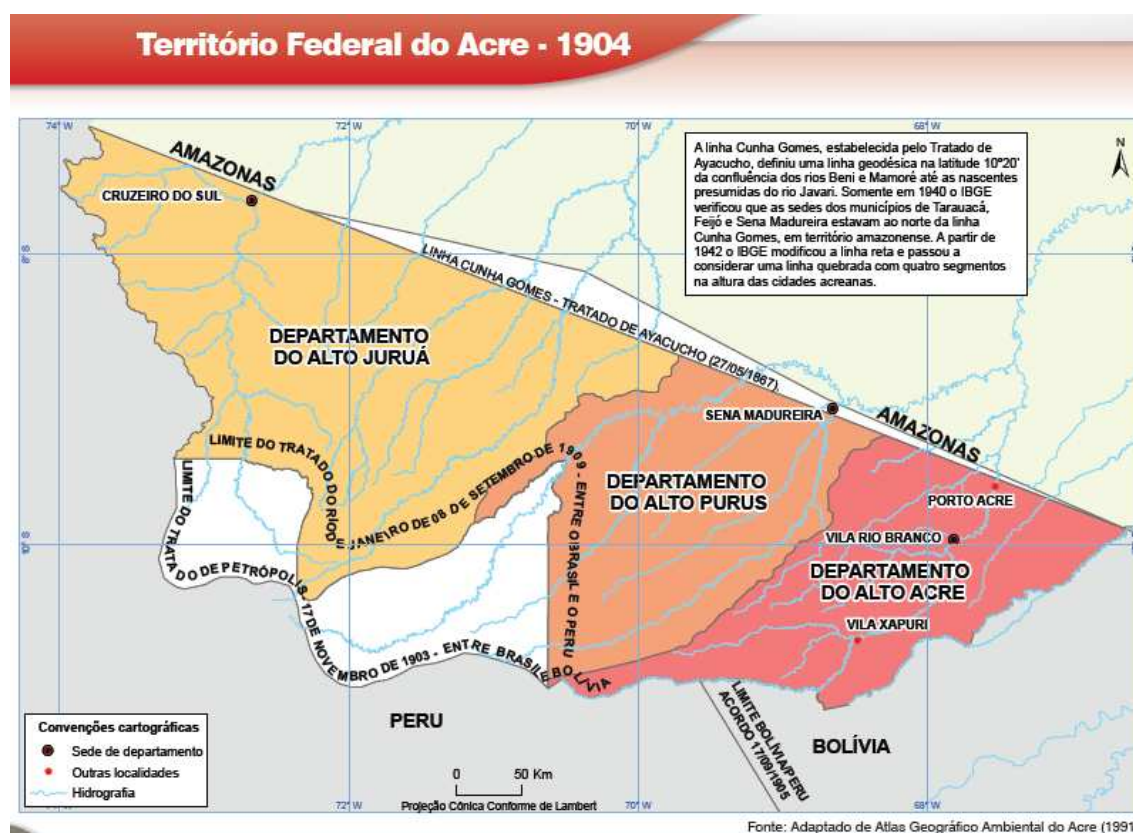 Território Federal do Acre - 1904
74° W
72° W
70° W
68° W
A linha Cunha Gomes, estabelecida pelo Tratado de
Ayacucho, definiu uma linha geodésica na latitude 10º20'
da confluência dos rios Beni e Mamoré até as nascentes
presumidas do rio Javari. Somente em 1940 o IBGE
verificou que as sedes dos municípios de Tarauacá,
Feijó e Sena Madureira estavam ao norte da linha
Cunha Gomes, em território amazonense. A partir de
1942 o IBGE modificou a linha reta e passou a
considerar uma linha quebrada com quatro segmentos
na altura das cidades acreanas.
N
AMAZONAS
CRUZEIRO DO SUL
8° S
LINHA CUNHA GOMES - TRATADO DE AYACUCHO (27/05/1867).
DEPARTAMENTO
DO ALTO JURUÁ
SENA MADUREIRA
AMAZONAS
LIMITE DO TRATADO DO RIO DE JANEIRO DE 08 DE SETEMBRO DE 1909 - ENTRE O BRASIL E O PERU
DEPARTAMENTO
DO ALTO PURUS
PORTO ACRE
VILA RIO BRANCO
10° S
DEPARTAMENTO
DO ALTO ACRE
VILA XAPURI
LIMITE DO TRATADO DE PETRÓPOLIS - 17 DE NOVEMBRO DE 1903 - ENTRE BRASIL E BOLÍVIA
LIMITE BOLÍVIA/PERU
ACORDO 17/09/1905
PERU
BOLÍVIA
Convenções cartográficas
Sede de departamento
Outras localidades
Hidrografia
0 50 Km
Projeção Cônica Conforme de Lambert
72° W
70° W
68° W
Fonte: Adaptado de Atlas Geográfico Ambiental do Acre (1991